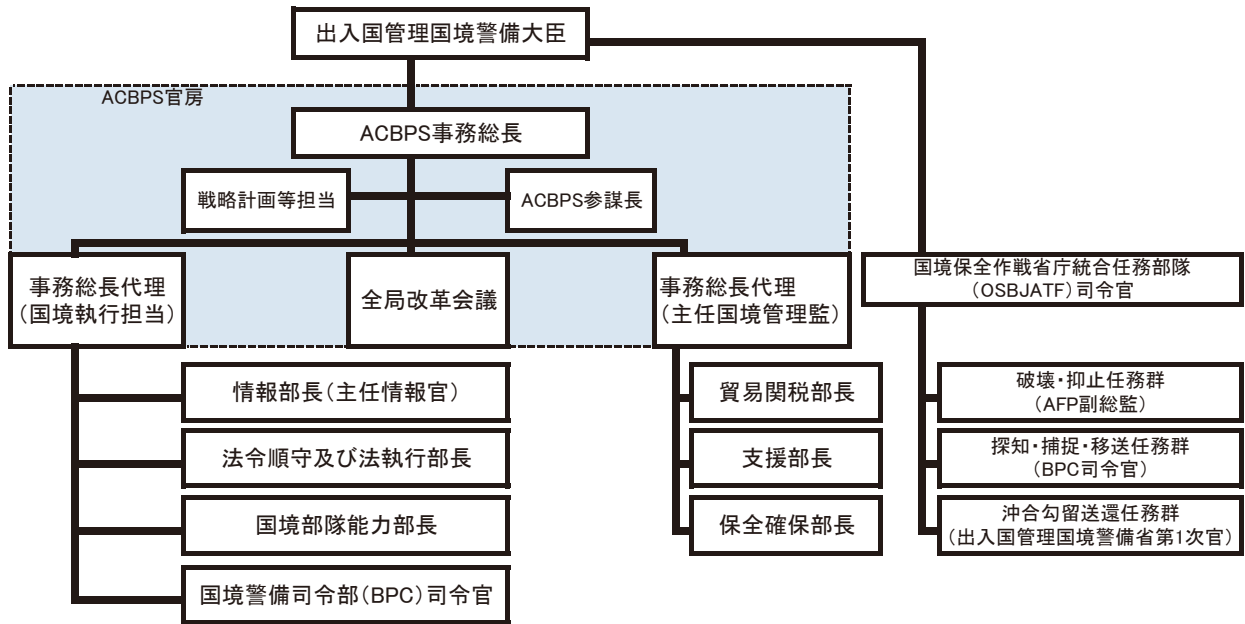 出入国管理国境警備大臣
ACBPS官房
ACBPS事務総長
戦略計画等担当
ACBPS参謀長
事務総長代理
(国境執行担当)
全局改革会議
事務総長代理
(主任国境管理監)
国境保全作戦省庁統合任務部隊
(OSBJATF)司令官
情報部長(主任情報官)
法令順守及び法執行部長
国境部隊能力部長
国境警備司令部(BPC)司令官
貿易関税部長
支援部長
保全確保部長
破壊・抑止任務群
(AFP副総監)
探知・捕捉・移送任務群
(BPC司令官)
沖合勾留送還任務群
(出入国管理国境警備省第1次官)